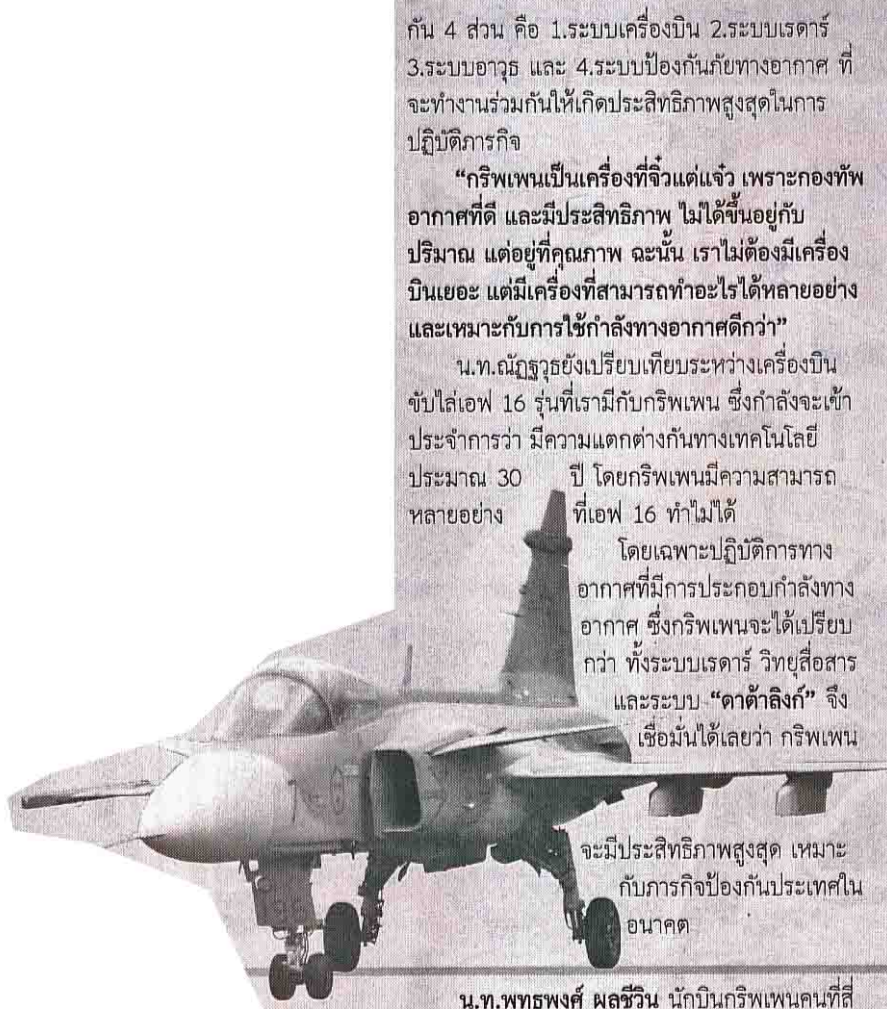 กัน 4 ส่วน คือ 1.ระบบเครื่องบิน 2.ระบบเรดาร์
3.ระบบอาวุธ และ 4.ระบบป้องกันภัยทางอากาศ ที่
จะทำงานร่วมกันให้เกิดประสิทธิภาพสูงสุดในการ
ปฏิบัติภารกิจ
“กริพเพนเป็นเครื่องที่จิ๋วแต่แจ๋ว เพราะกองทัพ
อากาศที่ดี และมีประสิทธิภาพ ไม่ได้ขึ้นอยู่กับ
ปริมาณ แต่อยู่ที่คุณภาพ ฉะนั้น เราไม่ต้องมีเครื่อง
บินเยอะ แต่มีเครื่องที่สามารถทำอะไรได้หลายอย่าง
และเหมาะกับการใช้กำลังทางอากาศดีกว่า”
น.ท.ณัฏฐวุธยังเปรียบเทียบระหว่างเครื่องบิน
ขับไล่เอฟ 16 รุ่นที่เรามีกับกริพเพน ซึ่งกำลังจะเข้า
ประจำการว่า มีความแตกต่างกันทางเทคโนโลยี
ประมาณ 30 ปี โดยกริพเพนมีความสามารถ
หลายอย่าง ที่เอฟ 16 ทำไม่ได้
โดยเฉพาะปฏิบัติการทาง
อากาศที่มีการประกอบกำลังทาง
อากาศ ซึ่งกริพเพนจะได้เปรียบ
กว่า ทั้งระบบเรดาร์ วิทยุสื่อสาร
และระบบ “ดาต้าลิงก์” จึง
เชื่อมั่นได้เลยว่า กริพเพน
จะมีประสิทธิภาพสูงสุด เหมาะ
กับภารกิจป้องกันประเทศใน
อนาคต
น.ท.พุทธพงศ์ ผลชีวิน นักบินกริพเพนคนที่สี่